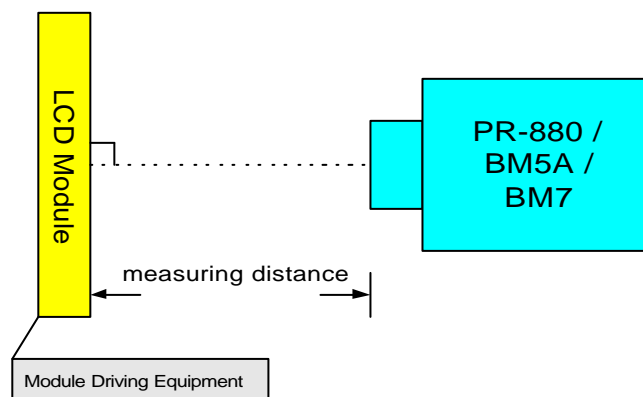 LCD Module
PR-880 /
BM5A /
BM7
measuring distance
Module Driving Equipment